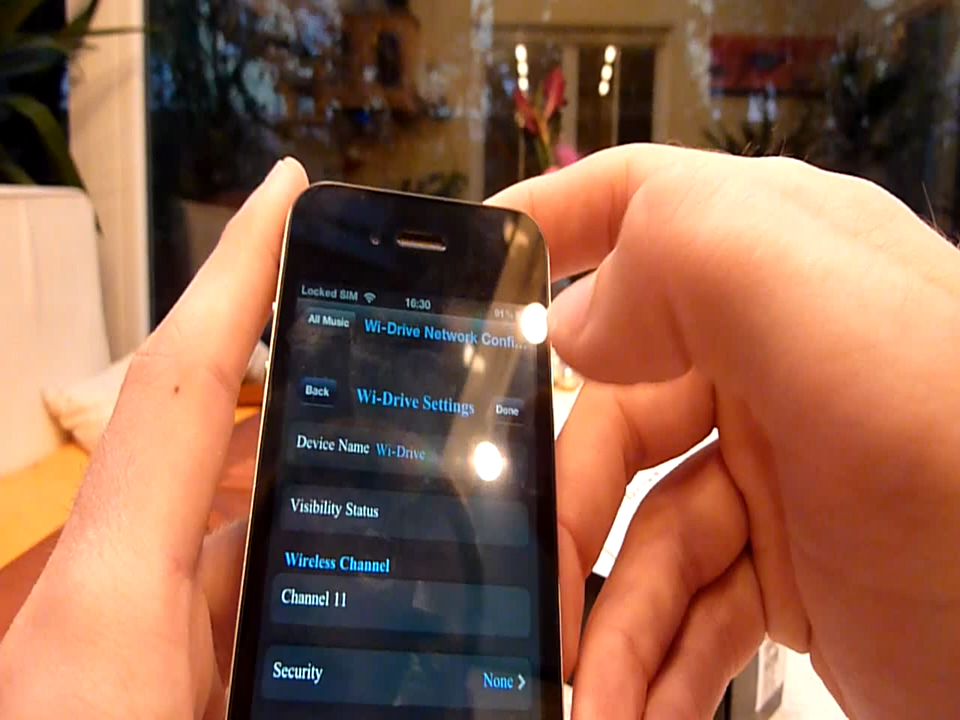 Locked SIM 16:30 91%
All Music Wi-Drive Network Confi...
Back Wi-Drive Settings Done
Device Name Wi-Drive
Visibility Status
Wireless Channel
Channel 11
Security None